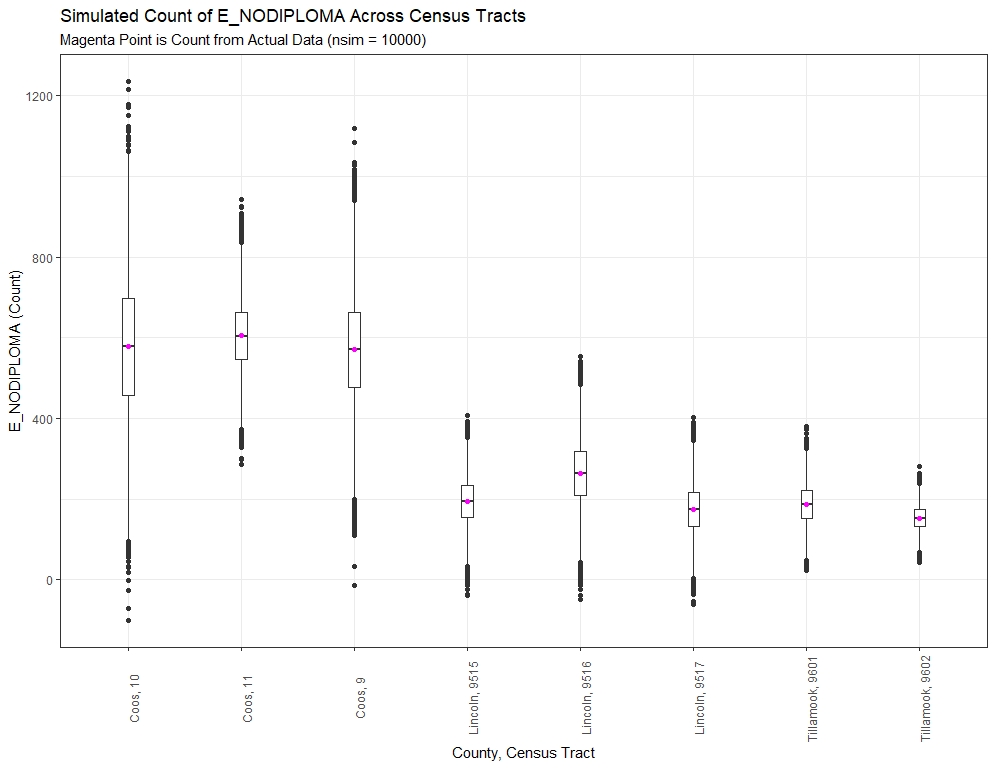 Simulated Count of E_NODIPLOMA Across Census Tracts
Magenta Point is Count from Actual Data (nsim = 10000)
E_NODIPLOMA (Count)
1200
800
400
0
Coos, 10
Coos, 11
Coos, 9
Lincoln, 9515
Lincoln, 9516
Lincoln, 9517
Tillamook, 9601
Tillamook, 9602
County, Census Tract